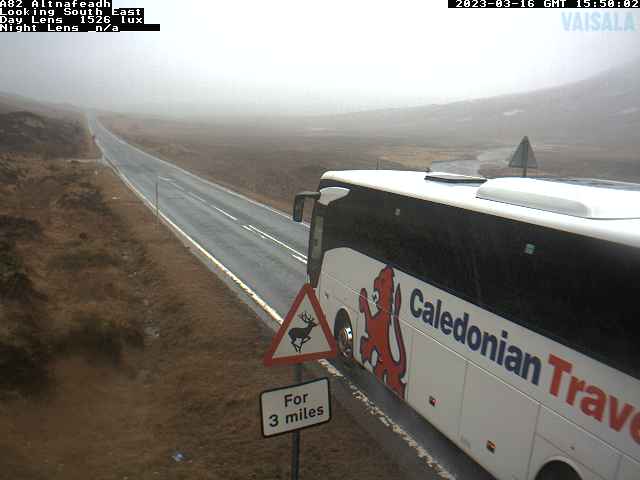 A82 Altnafeadh
Looking South East
Day Lens 1526 lux
Night Lens n/a
2023-03-16 GMT 15:50:02
VAISALA
Caledonian Trave
For
3 miles